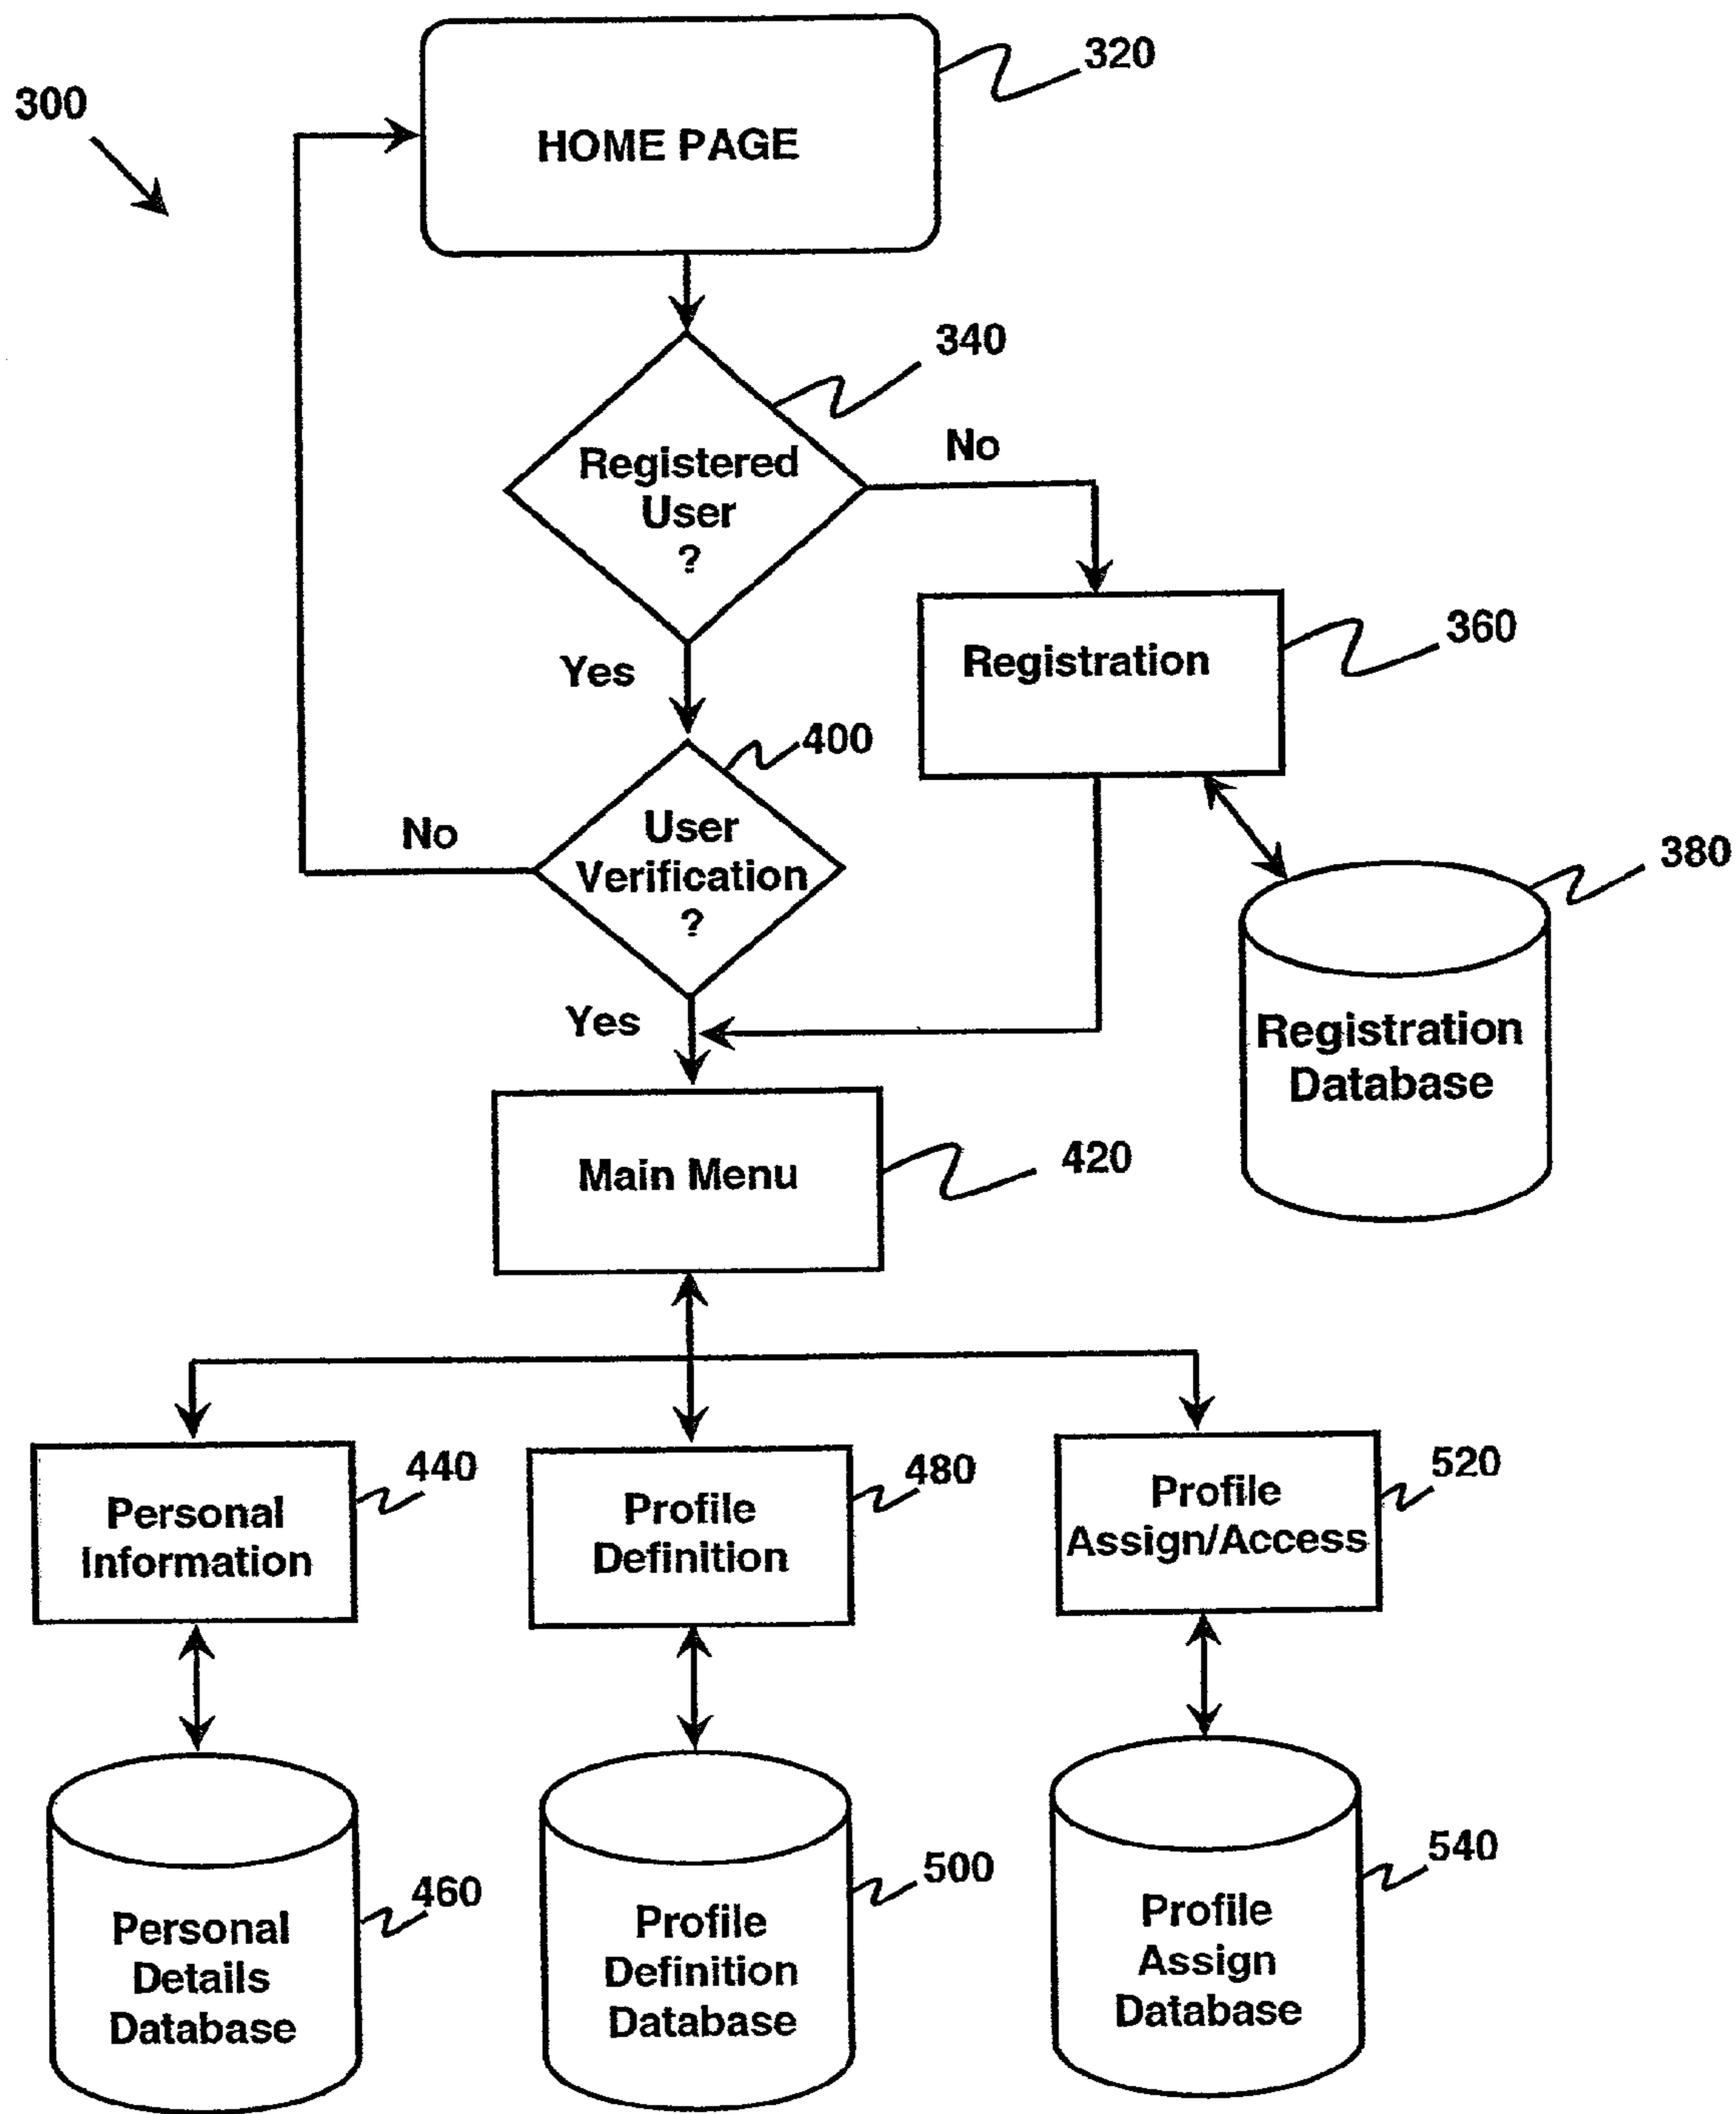 320
300
HOME PAGE
340
No
Registered
User
?
360
Registration
Yes
400
User
Verification
?
No
380
Yes
Registration
Database
Main Menu
420
440
Personal
Information
480
Profile
Definition
520
Profile
Assign/Access
460
Personal
Details
Database
500
Profile
Definition
Database
540
Profile
Assign
Database